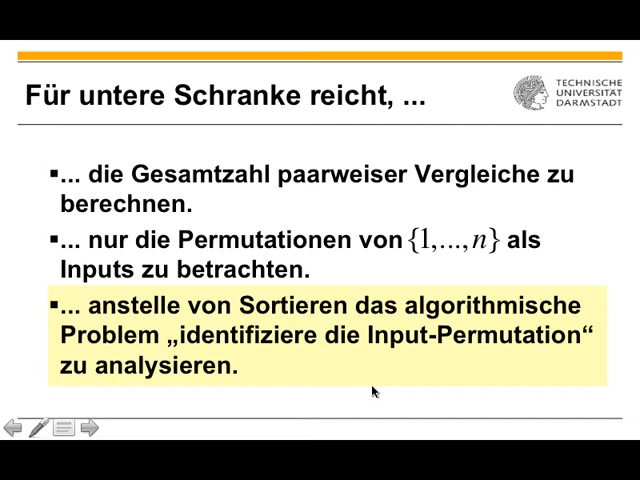 Für untere Schranke reicht, ...
TECHNISCHE
UNIVERSITÄT
DARMSTADT
▪... die Gesamtzahl paarweiser Vergleiche zu
berechnen.
▪... nur die Permutationen von {1,...,n} als
Inputs zu betrachten.
▪... anstelle von Sortieren das algorithmische
Problem „identifiziere die Input-Permutation“
zu analysieren.